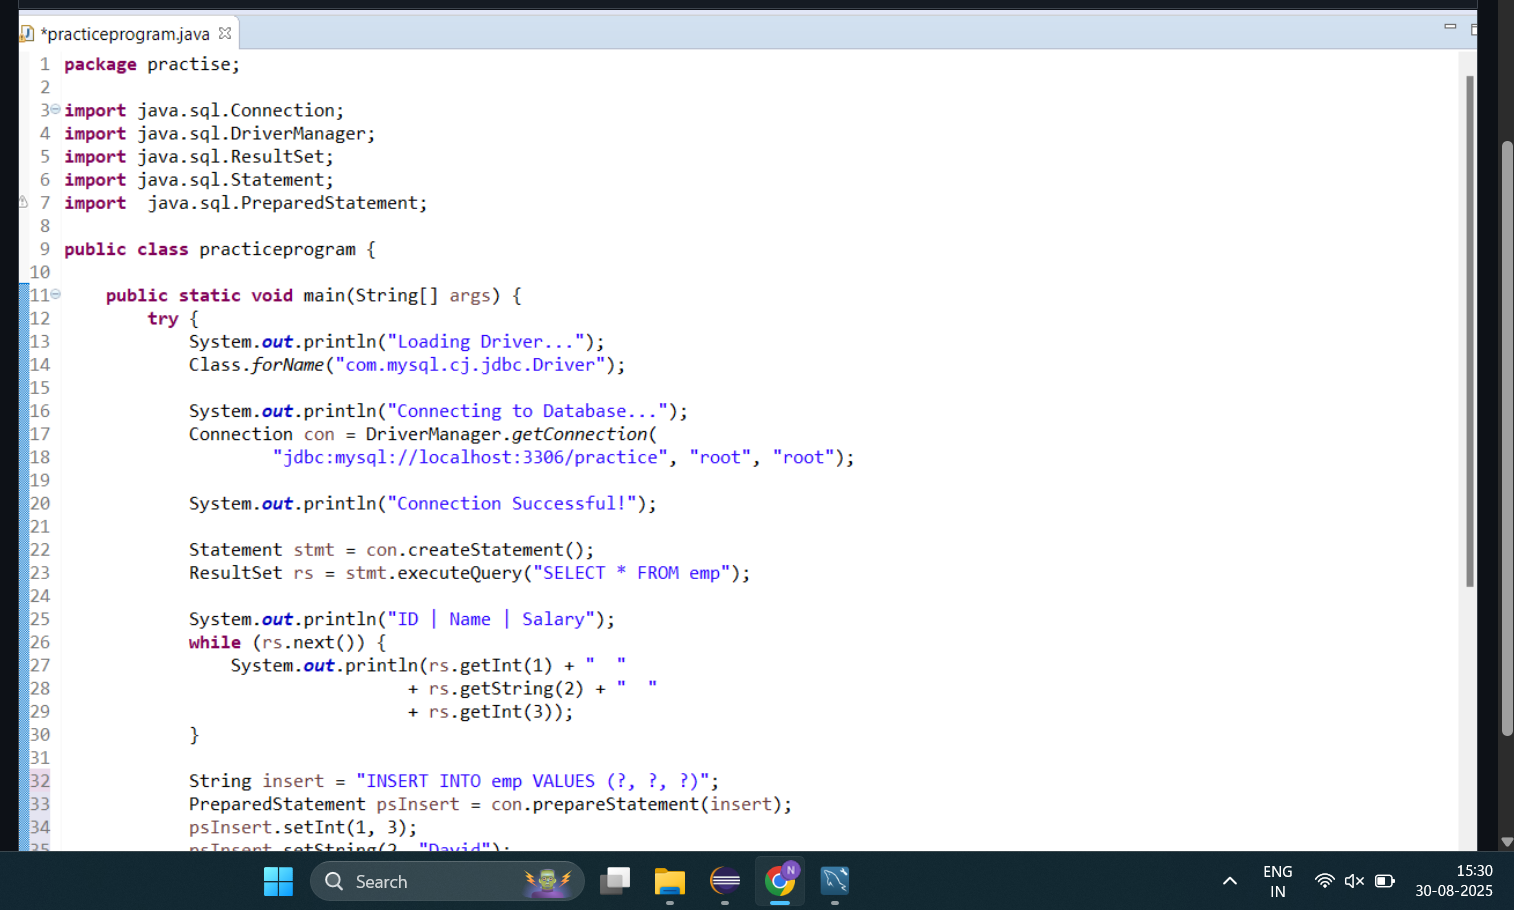 *practiceprogram.java
1 package practise;
2
3 import java.sql.Connection;
4 import java.sql.DriverManager;
5 import java.sql.ResultSet;
6 import java.sql.Statement;
7 import  java.sql.PreparedStatement;
8
9 public class practiceprogram {
10
11     public static void main(String[] args) {
12         try {
13             System.out.println("Loading Driver...");
14             Class.forName("com.mysql.cj.jdbc.Driver");
15
16             System.out.println("Connecting to Database...");
17             Connection con = DriverManager.getConnection(
18                     "jdbc:mysql://localhost:3306/practice", "root", "root");
19
20             System.out.println("Connection Successful!");
21
22             Statement stmt = con.createStatement();
23             ResultSet rs = stmt.executeQuery("SELECT * FROM emp");
24
25             System.out.println("ID | Name | Salary");
26             while (rs.next()) {
27                 System.out.println(rs.getInt(1) + "  "
28                                  + rs.getString(2) + "  "
29                                  + rs.getInt(3));
30             }
31
32             String insert = "INSERT INTO emp VALUES (?, ?, ?)";
33             PreparedStatement psInsert = con.prepareStatement(insert);
34             psInsert.setInt(1, 3);
35             psInsert.setString(2, "David");
Search
N
ENG
IN
15:30
30-08-2025